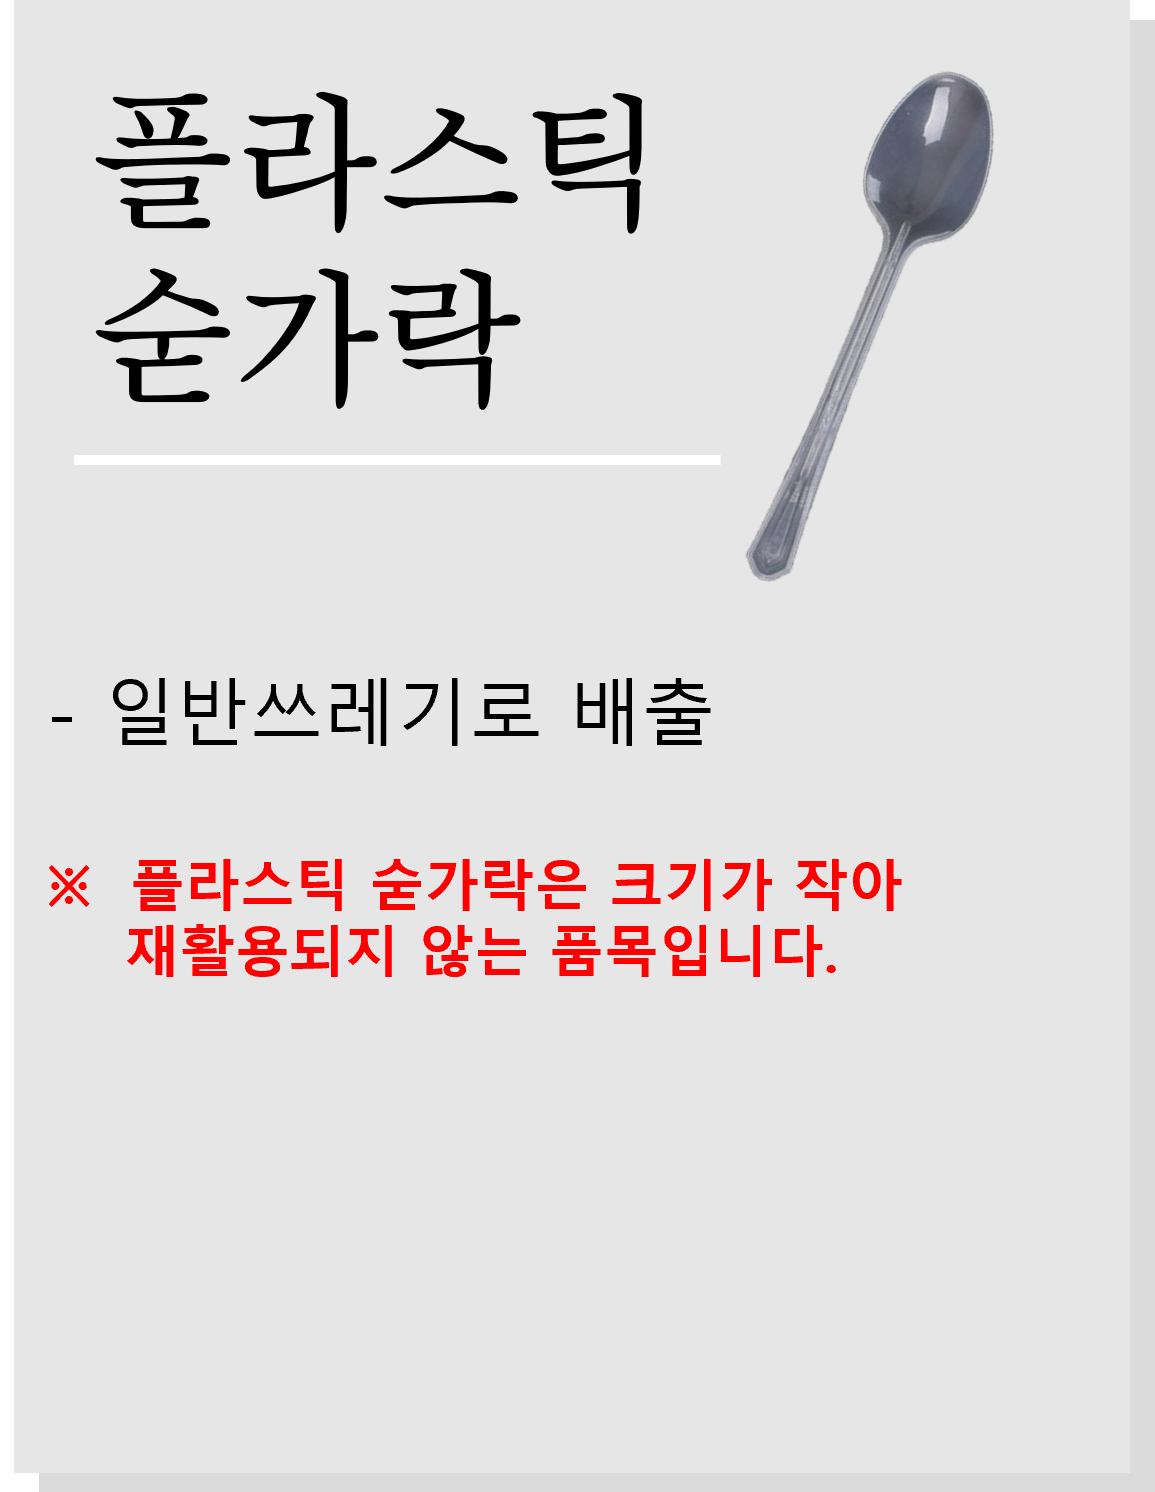 플라스틱
숟가락
- 일반쓰레기로 배출
※ 플라스틱 숟가락은 크기가 작아
재활용되지 않는 품목입니다.